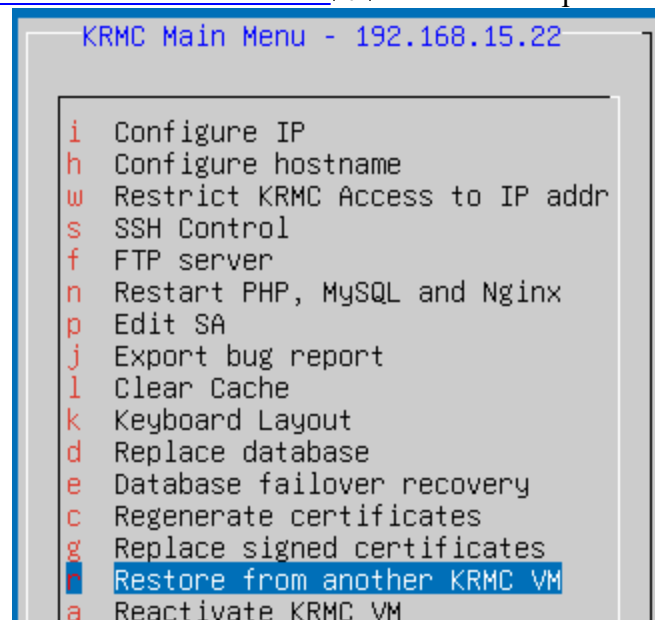 KRMC Main Menu - 192.168.15.22
i Configure IP
h Configure hostname
w Restrict KRMC Access to IP addr
s SSH Control
f FTP server
n Restart PHP, MySQL and Nginx
p Edit SA
j Export bug report
l Clear Cache
k Keyboard Layout
d Replace database
e Database failover recovery
c Regenerate certificates
g Replace signed certificates
r Restore from another KRMC VM
a Reactivate KRMC VM